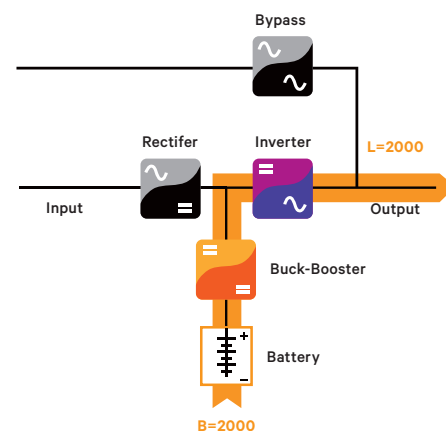 Bypass
Rectifer
Inverter
L=2000
Input
Output
Buck-Booster
Battery
B=2000